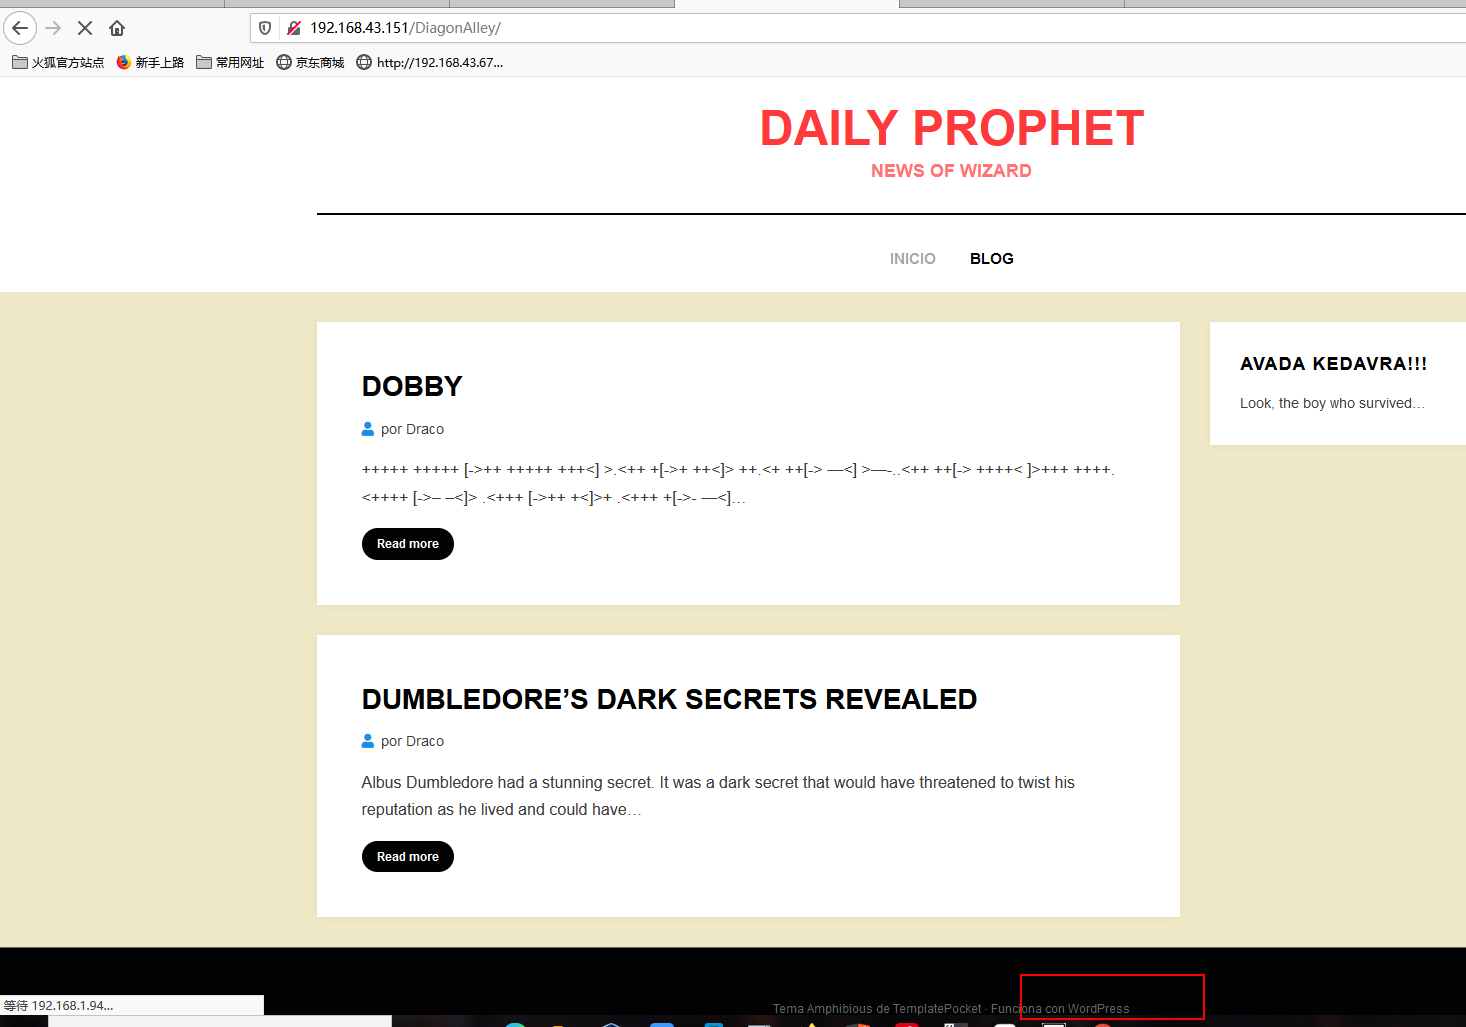 192.168.43.151/DiagonAlley/
火狐官方站点 新手上路 常用网址 京东商城 http://192.168.43.67...
DAILY PROPHET
NEWS OF WIZARD
INICIO BLOG
DOBBY
por Draco
+++++ +++++ [->++ +++++ +++<] >.<++ +[->+ ++<]> ++.<+ ++[-> —<] >—-..<++ ++[-> ++++< ]>+++ ++++.
<++++ [->– –<]> .<+++ [->++ +<]>+ .<+++ +[->- —<]…
Read more
AVADA KEDAVRA!!!
Look, the boy who survived…
DUMBLEDORE’S DARK SECRETS REVEALED
por Draco
Albus Dumbledore had a stunning secret. It was a dark secret that would have threatened to twist his
reputation as he lived and could have…
Read more
Tema Amphibious de TemplatePocket · Funciona con WordPress
等待 192.168.1.94...